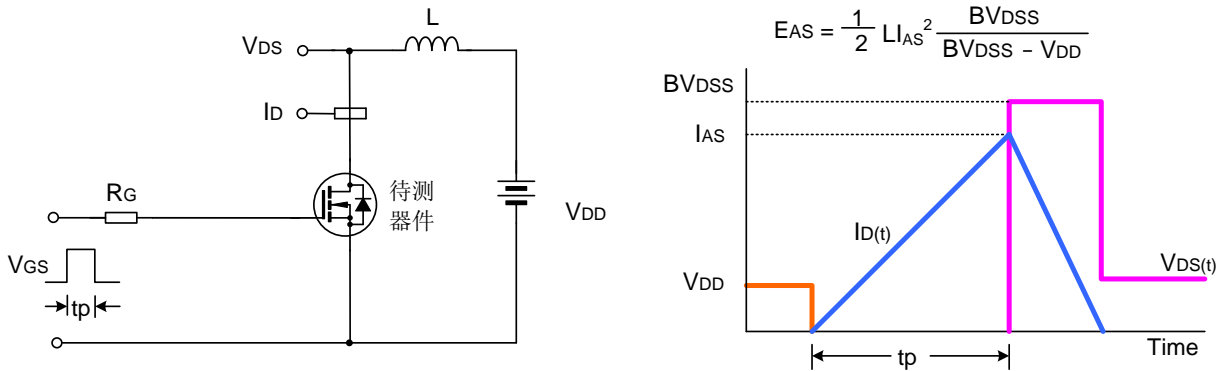 L
VDS
ID
RG
待测
器件
VDD
VGS
tp
EAS = 1/2 LIAS² BVDSS / BVDSS − VDD
BVDSS
IAS
ID(t)
VDD
VDS(t)
Time
tp